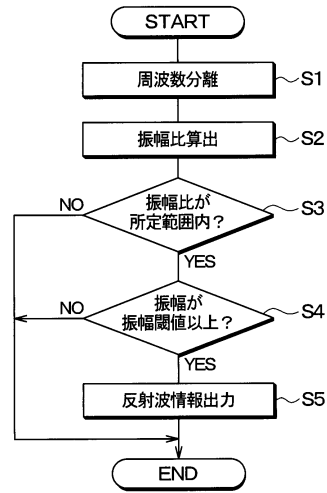 START
周波数分離
S1
振幅比算出
S2
振幅比が
所定範囲内?
S3
NO
YES
振幅が
振幅閾値以上?
S4
NO
YES
反射波情報出力
S5
END